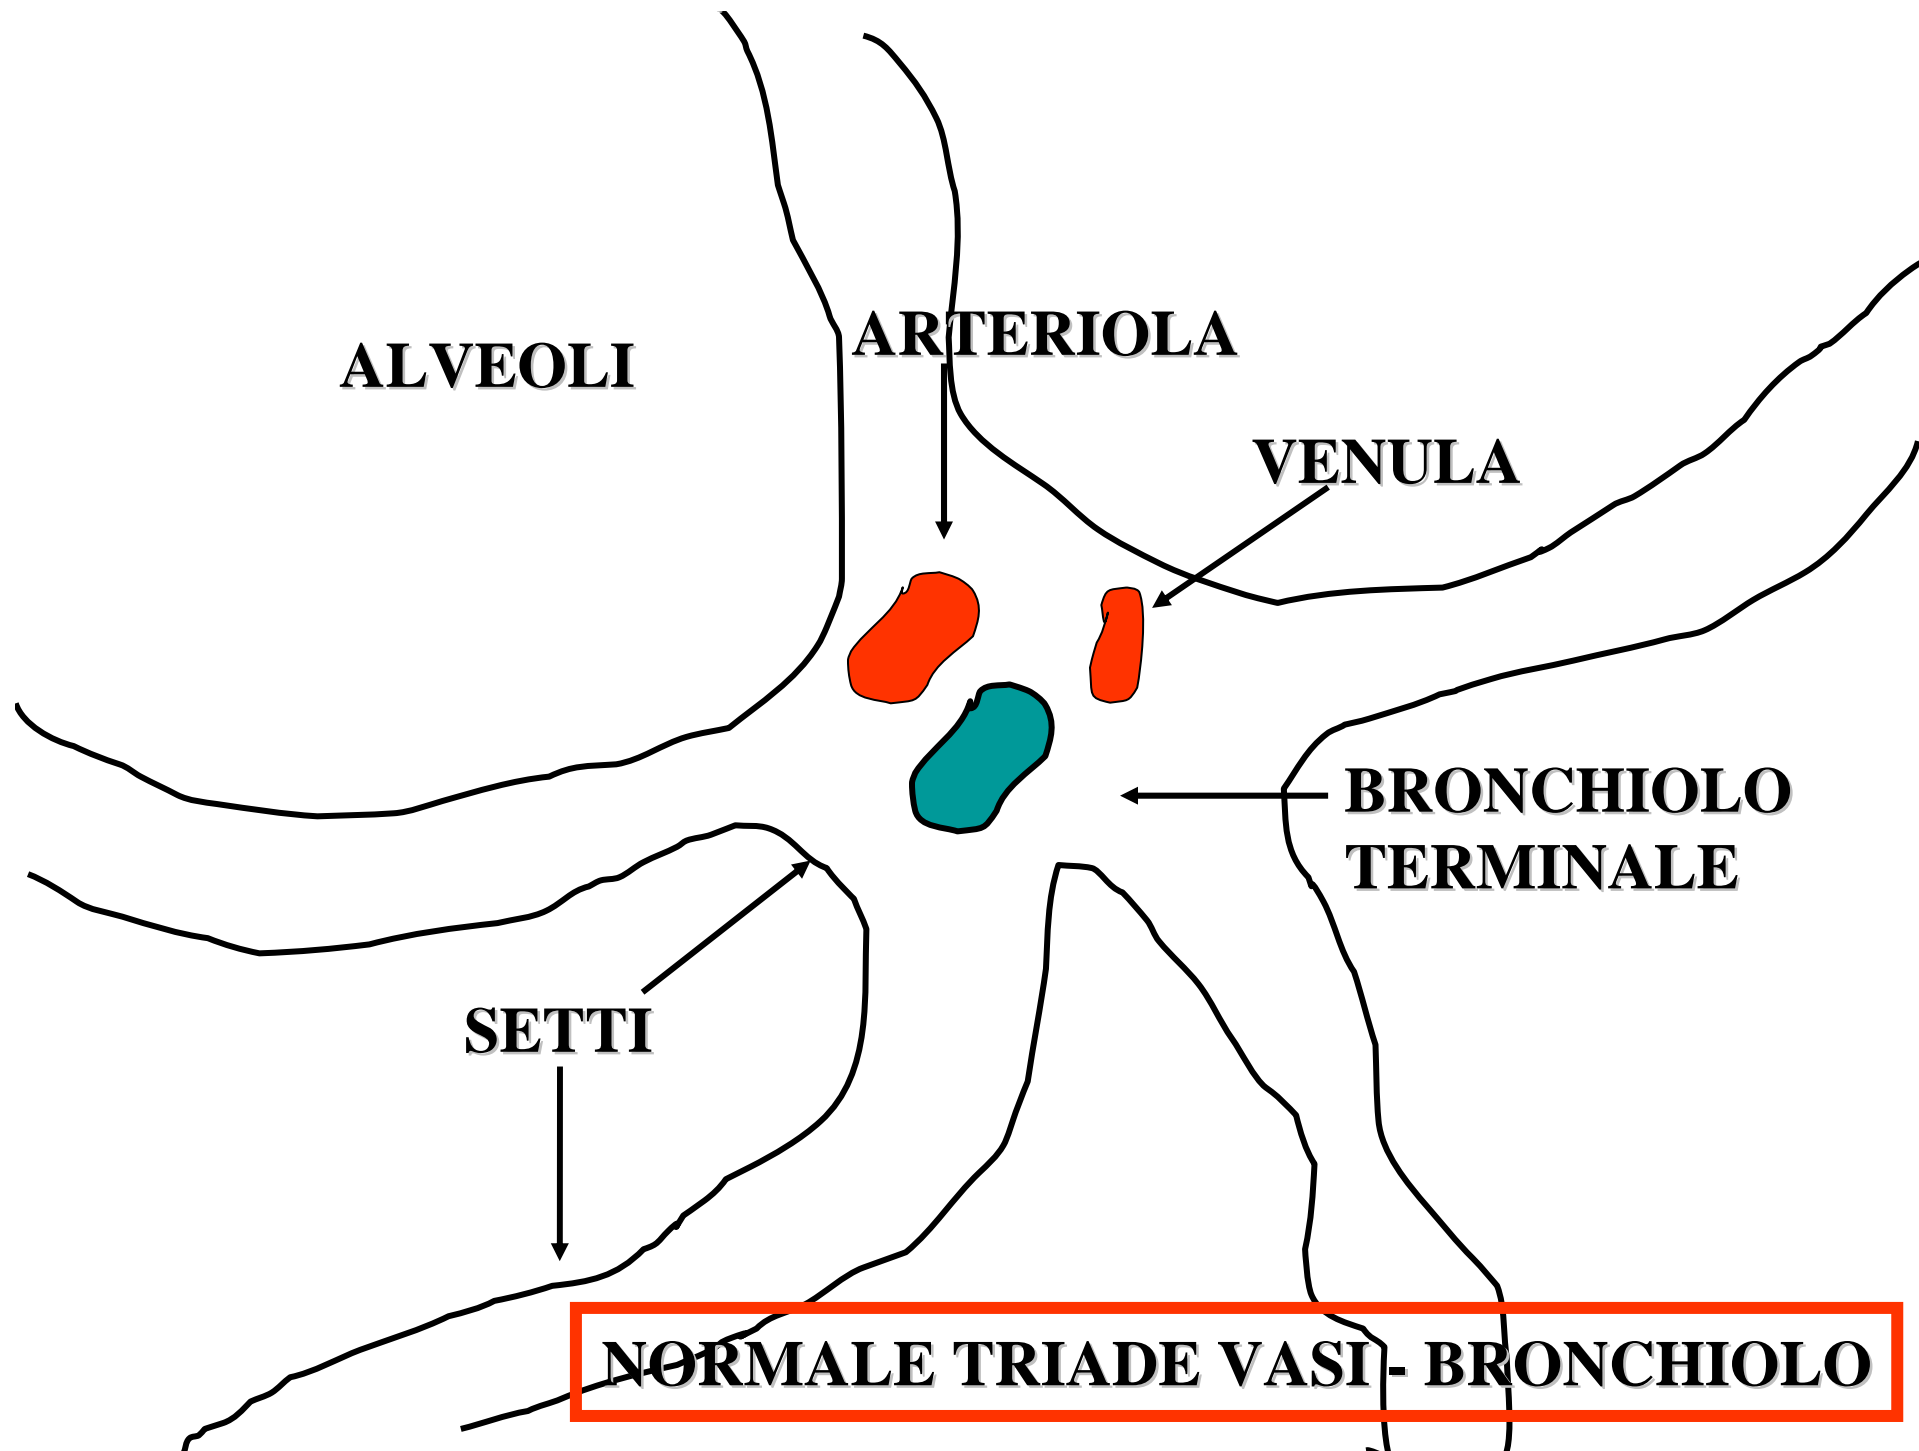 ARTERIOLA
ALVEOLI
VENULA
BRONCHIOLO
TERMINALE
SETTI
NORMALE TRIADE VASI - BRONCHIOLO